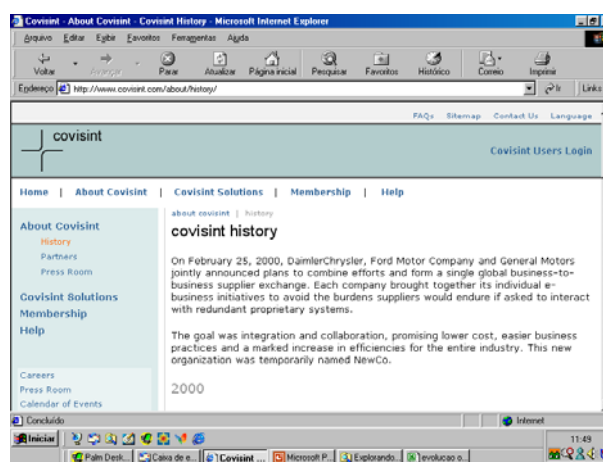 Covisint - About Covisint - Covisint History - Microsoft Internet Explorer
Arquivo Editar Exibir Favoritos Ferramentas Ajuda
Voltar Avançar Parar Atualizar Página inicial Pesquisar Favoritos Histórico Correio Imprimir
Endereço http://www.covisint.com/about/history/ Ir Links
FAQs Sitemap Contact Us Language
covisint
Covisint Users Login
Home | About Covisint | Covisint Solutions | Membership | Help
about covisint | history
About Covisint
History
Partners
Press Room
Covisint Solutions
Membership
Help
Careers
Press Room
Calendar of Events
covisint history
On February 25, 2000, DaimlerChrysler, Ford Motor Company and General Motors
jointly announced plans to combine efforts and form a single global business-to-
business supplier exchange. Each company brought together its individual e-
business initiatives to avoid the burdens suppliers would endure if asked to interact
with redundant proprietary systems.
The goal was integration and collaboration, promising lower cost, easier business
practices and a marked increase in efficiencies for the entire industry. This new
organization was temporarily named NewCo.
2000
Concluído Internet
Iniciar 11:49
Palm Desk... Caixa de e... Covisint ... Microsoft P... Explorando... evolucao o...